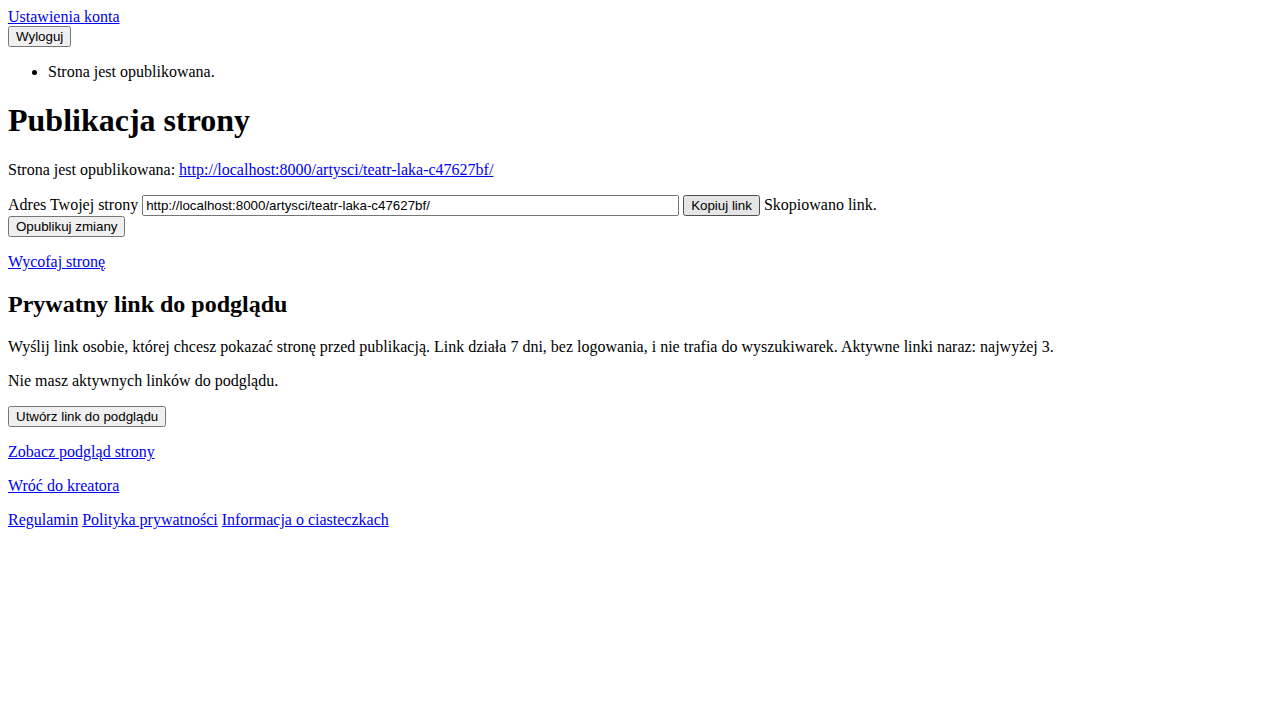 Ustawienia konta
Wyloguj
Strona jest opublikowana.
Publikacja strony
Strona jest opublikowana: http://localhost:8000/artysci/teatr-laka-c47627bf/
Adres Twojej strony http://localhost:8000/artysci/teatr-laka-c47627bf/ Kopiuj link Skopiowano link.
Opublikuj zmiany
Wycofaj stronę
Prywatny link do podglądu
Wyślij link osobie, której chcesz pokazać stronę przed publikacją. Link działa 7 dni, bez logowania, i nie trafia do wyszukiwarek. Aktywne linki naraz: najwyżej 3.
Nie masz aktywnych linków do podglądu.
Utwórz link do podglądu
Zobacz podgląd strony
Wróć do kreatora
Regulamin Polityka prywatności Informacja o ciasteczkach